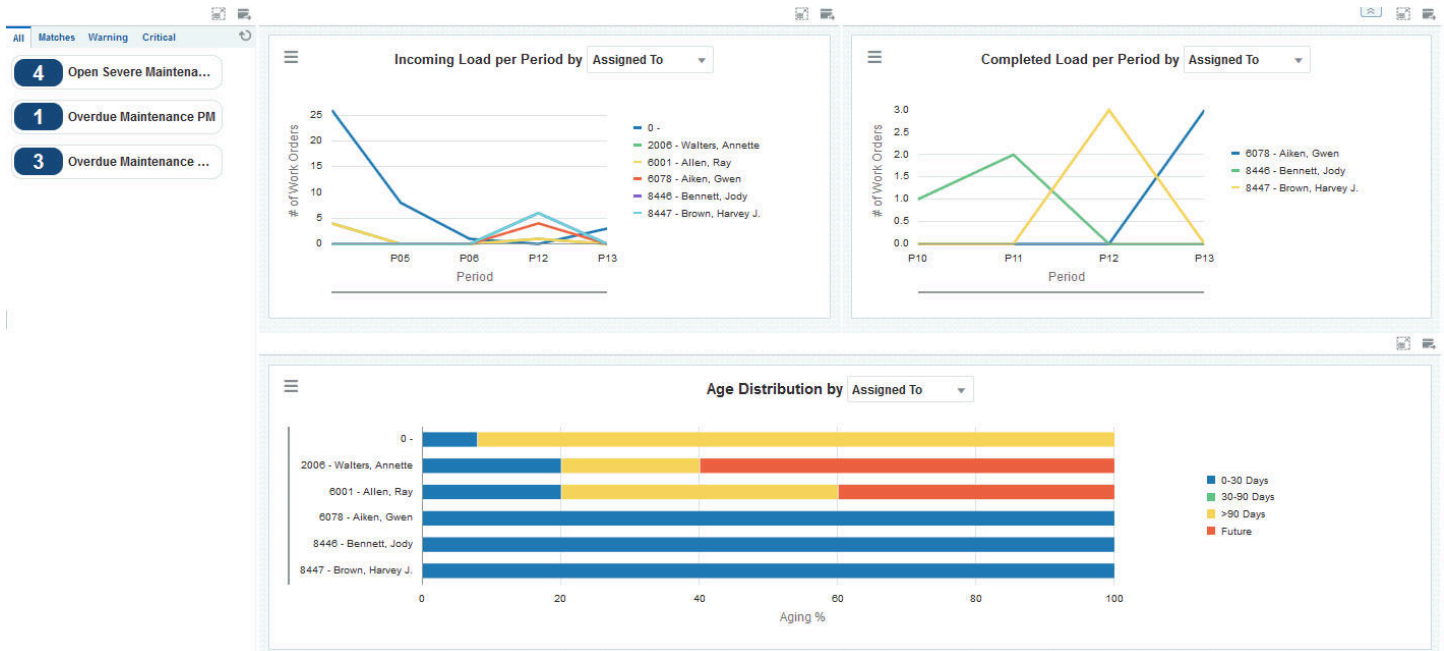 All Matches Warning Critical
4 Open Severe Maintena...
1 Overdue Maintenance PM
3 Overdue Maintenance ...
Incoming Load per Period by Assigned To
# of Work Orders
25
20
15
10
5
0
P05 P06 P12 P13
Period
0 -
2006 - Walters, Annette
6001 - Allen, Ray
6078 - Aiken, Gwen
8446 - Bennett, Jody
8447 - Brown, Harvey J.
Completed Load per Period by Assigned To
# of Work Orders
3.0
2.5
2.0
1.5
1.0
0.5
0.0
P10 P11 P12 P13
Period
6078 - Aiken, Gwen
8446 - Bennett, Jody
8447 - Brown, Harvey J.
Age Distribution by Assigned To
0 -
2006 - Walters, Annette
6001 - Allen, Ray
6078 - Aiken, Gwen
8446 - Bennett, Jody
8447 - Brown, Harvey J.
0 20 40 60 80 100
Aging %
0-30 Days
30-90 Days
>90 Days
Future